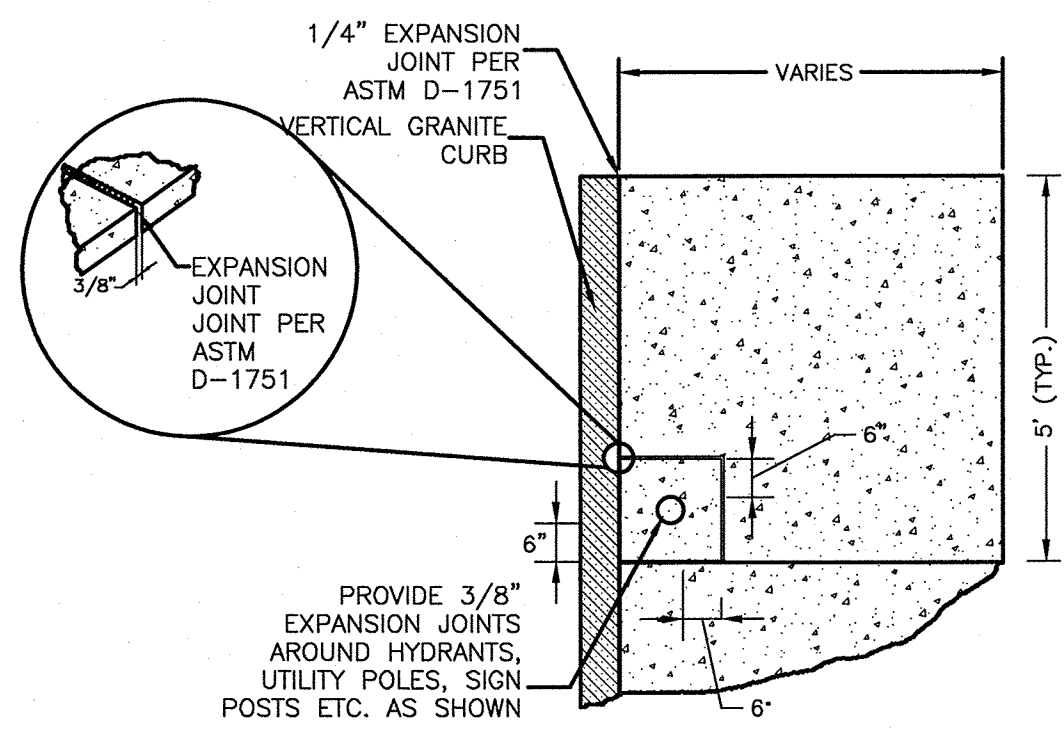 1/4" EXPANSION
JOINT PER
ASTM D-1751
VARIES
VERTICAL GRANITE
CURB
3/8"
EXPANSION
JOINT
JOINT PER
ASTM
D-1751
5' (TYP.)
6"
6"
PROVIDE 3/8"
EXPANSION JOINTS
AROUND HYDRANTS,
UTILITY POLES, SIGN
POSTS ETC. AS SHOWN
6"